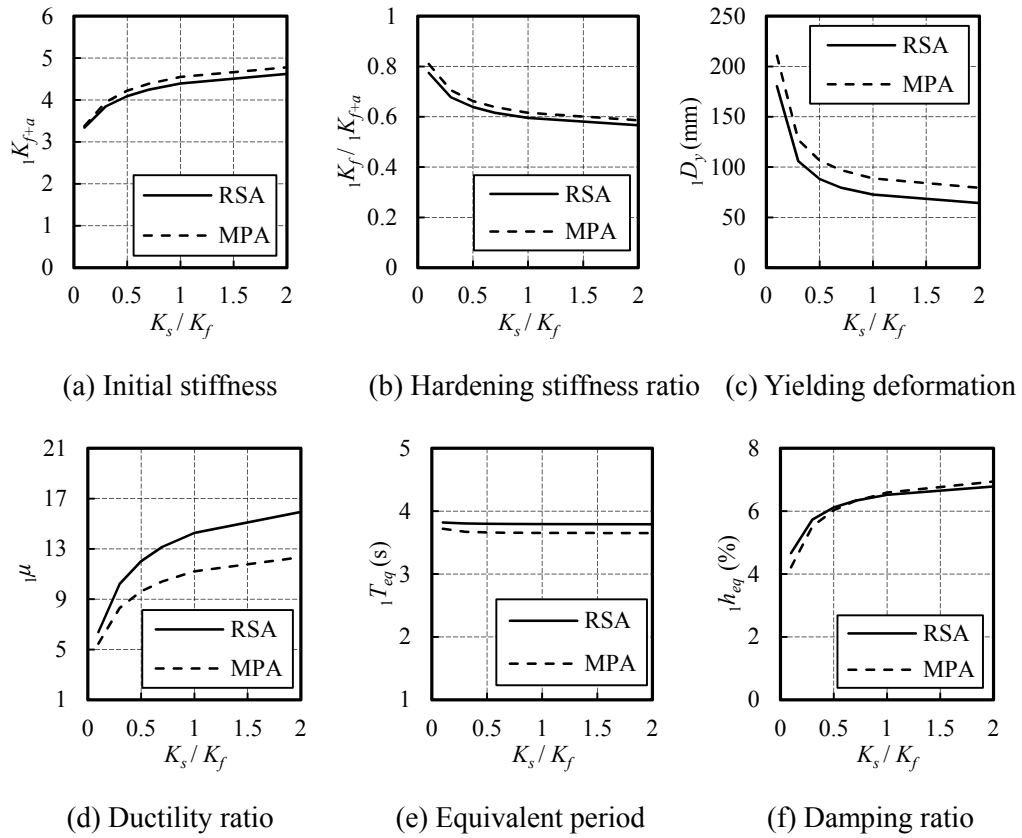 6
5
4
3
2
1
0
₁K_{f+a}
RSA
MPA
0 0.5 1 1.5 2
K_s / K_f
(a) Initial stiffness
1
0.8
0.6
0.4
0.2
0
₁K_f / ₁K_{f+a}
RSA
MPA
0 0.5 1 1.5 2
K_s / K_f
(b) Hardening stiffness ratio
250
200
150
100
50
0
₁D_y (mm)
RSA
MPA
0 0.5 1 1.5 2
K_s / K_f
(c) Yielding deformation
21
17
13
9
5
1
₁μ
RSA
MPA
0 0.5 1 1.5 2
K_s / K_f
(d) Ductility ratio
5
4
3
2
1
₁T_{eq} (s)
RSA
MPA
0 0.5 1 1.5 2
K_s / K_f
(e) Equivalent period
8
6
4
2
0
₁h_{eq} (%)
RSA
MPA
0 0.5 1 1.5 2
K_s / K_f
(f) Damping ratio